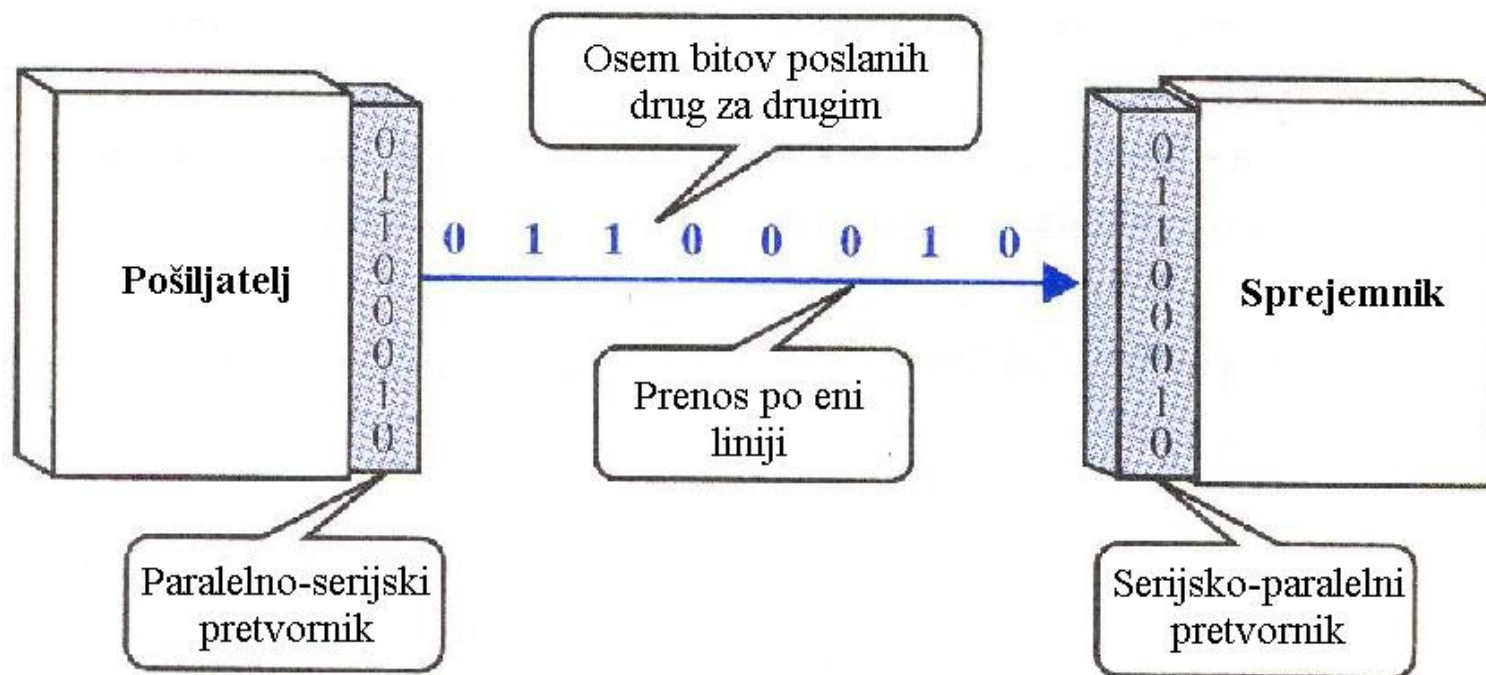 Osem bitov poslanih
drug za drugim
0 1 1 0 0 0 1 0
0
1
1
0
0
0
1
0
Pošiljatelj
0
1
1
0
0
0
1
0
Sprejemnik
Prenos po eni
liniji
Paralelno-serijski
pretvornik
Serijsko-paralelni
pretvornik